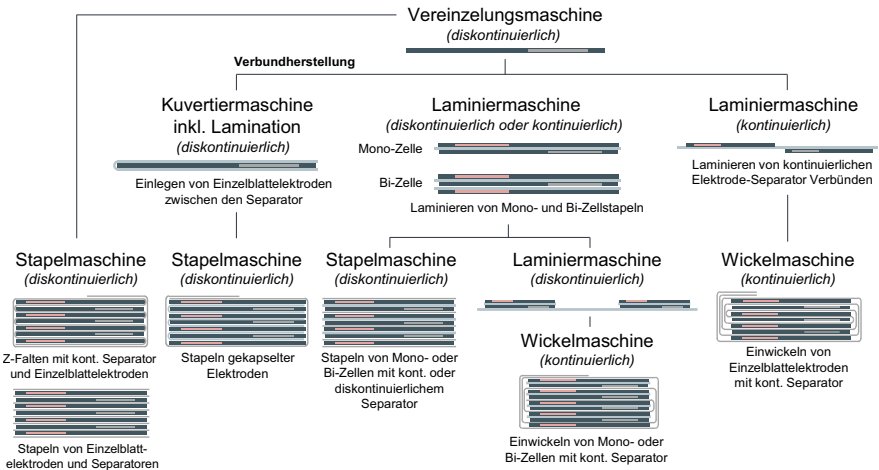 Vereinzelungsmaschine
(diskontinuierlich)
Verbundherstellung
Kuvertiermaschine
inkl. Lamination
(diskontinuierlich)
Einlegen von Einzelblattelektroden
zwischen den Separator
Laminiermaschine
(diskontinuierlich oder kontinuierlich)
Mono-Zelle
Bi-Zelle
Laminieren von Mono- und Bi-Zellstapeln
Laminiermaschine
(kontinuierlich)
Laminieren von kontinuierlichen
Elektrode-Separator Verbünden
Stapelmaschine
(diskontinuierlich)
Z-Falten mit kont. Separator
und Einzelblattelektroden
Stapeln von Einzelblatt-
elektroden und Separatoren
Stapelmaschine
(diskontinuierlich)
Stapeln gekapselter
Elektroden
Stapelmaschine
(diskontinuierlich)
Stapeln von Mono- oder
Bi-Zellen mit kont. oder
diskontinuierlichem
Separator
Laminiermaschine
(diskontinuierlich)
Wickelmaschine
(kontinuierlich)
Einwickeln von Mono- oder
Bi-Zellen mit kont. Separator
Wickelmaschine
(kontinuierlich)
Einwickeln von
Einzelblattelektroden
mit kont. Separator